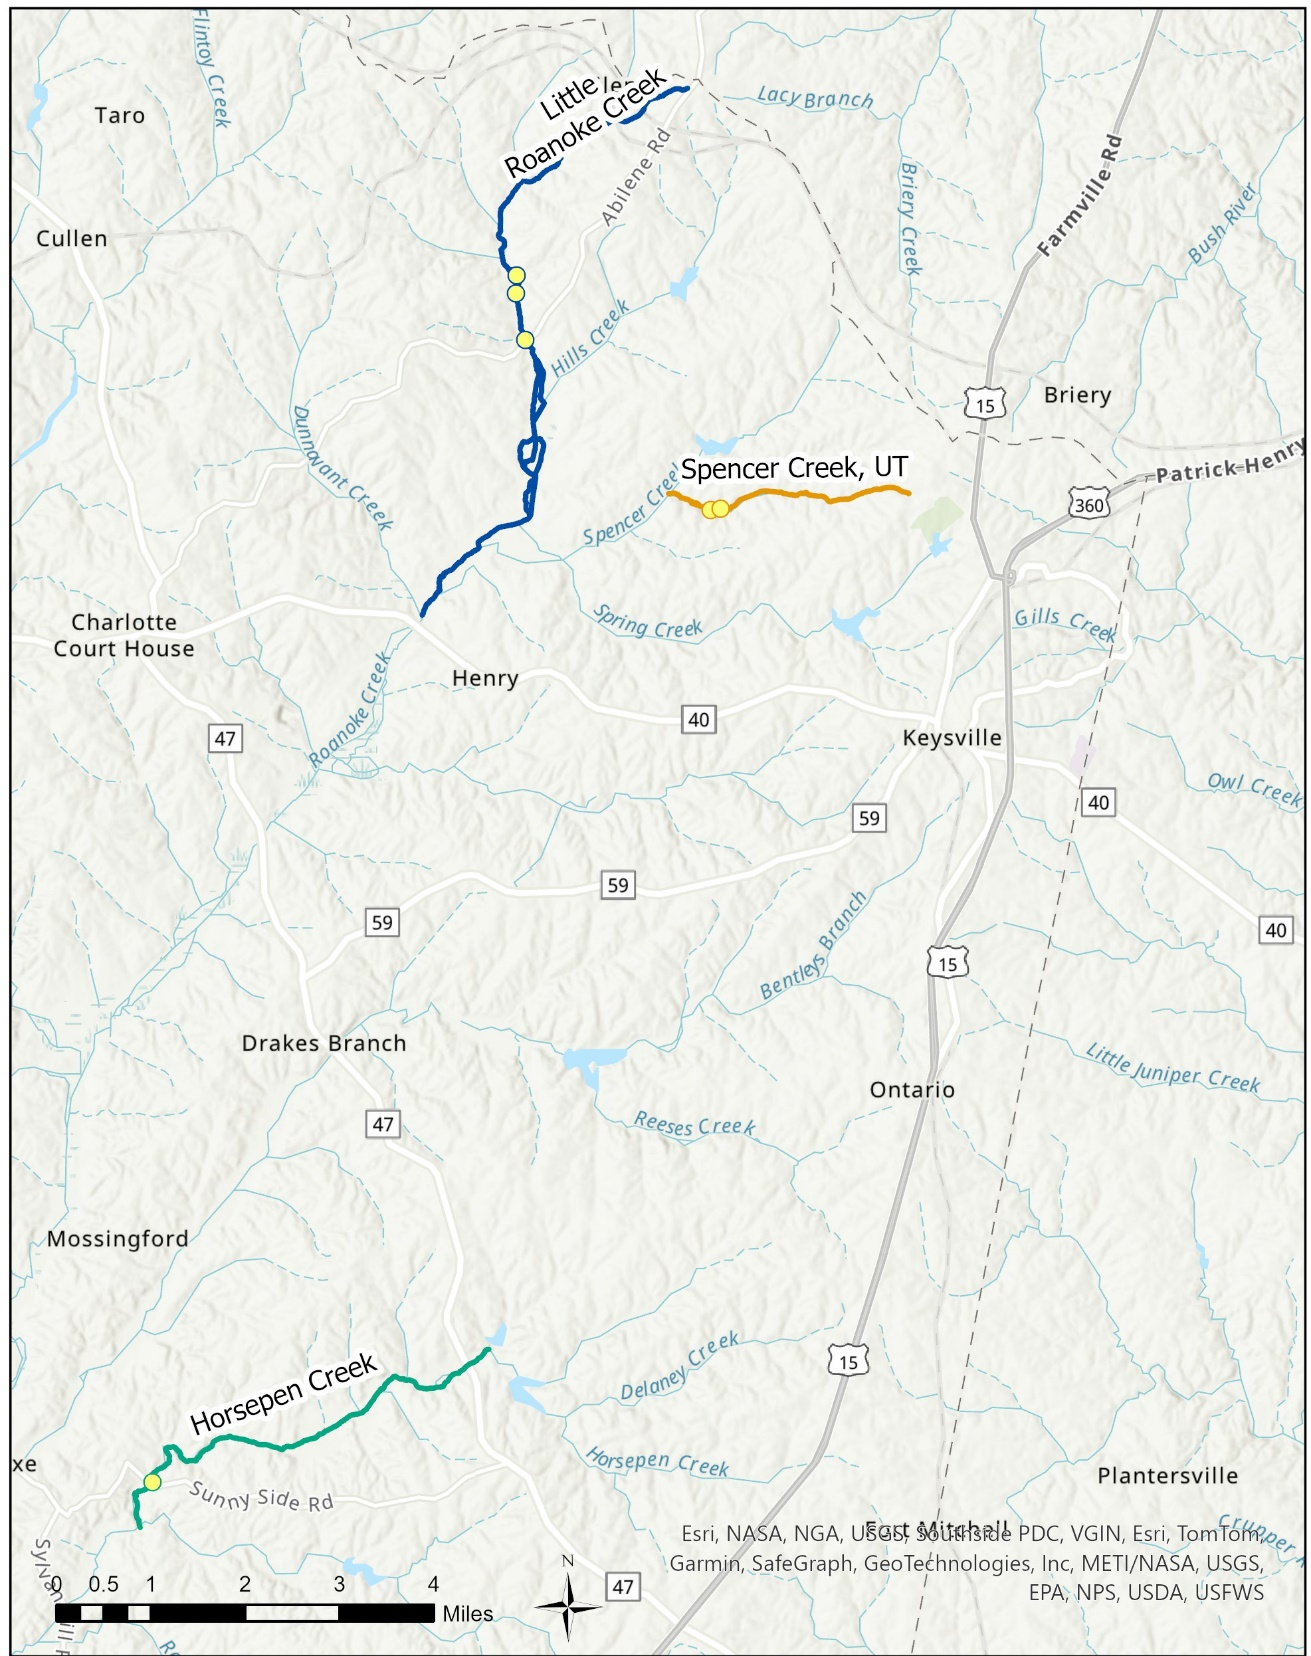 Flintoy Creek
Taro
Little
Roanoke Creek
Lacy Branch
Abilene Rd
Farmville Rd
Briery Creek
Bush River
Cullen
Hills Creek
15
Briery
Dunnavant Creek
Patrick Henry
Spencer Creek, UT
360
Spencer Creek
Charlotte
Court House
Spring Creek
Gills Creek
Henry
Roanoke Creek
40
47
Keysville
Owl Creek
40
59
59
59
40
Bentleys Branch
15
Drakes Branch
Little Juniper Creek
Ontario
47
Reeses Creek
Mossingford
Horsepen Creek
Delaney Creek
15
xe
Horsepen Creek
Plantersville
Sunny Side Rd
Fort Mitchell
Esri, NASA, NGA, USGS, Southside PDC, VGIN, Esri, TomTom,
Garmin, SafeGraph, GeoTechnologies, Inc, METI/NASA, USGS,
EPA, NPS, USDA, USFWS
N
47
0 0.5 1 2 3 4
Miles